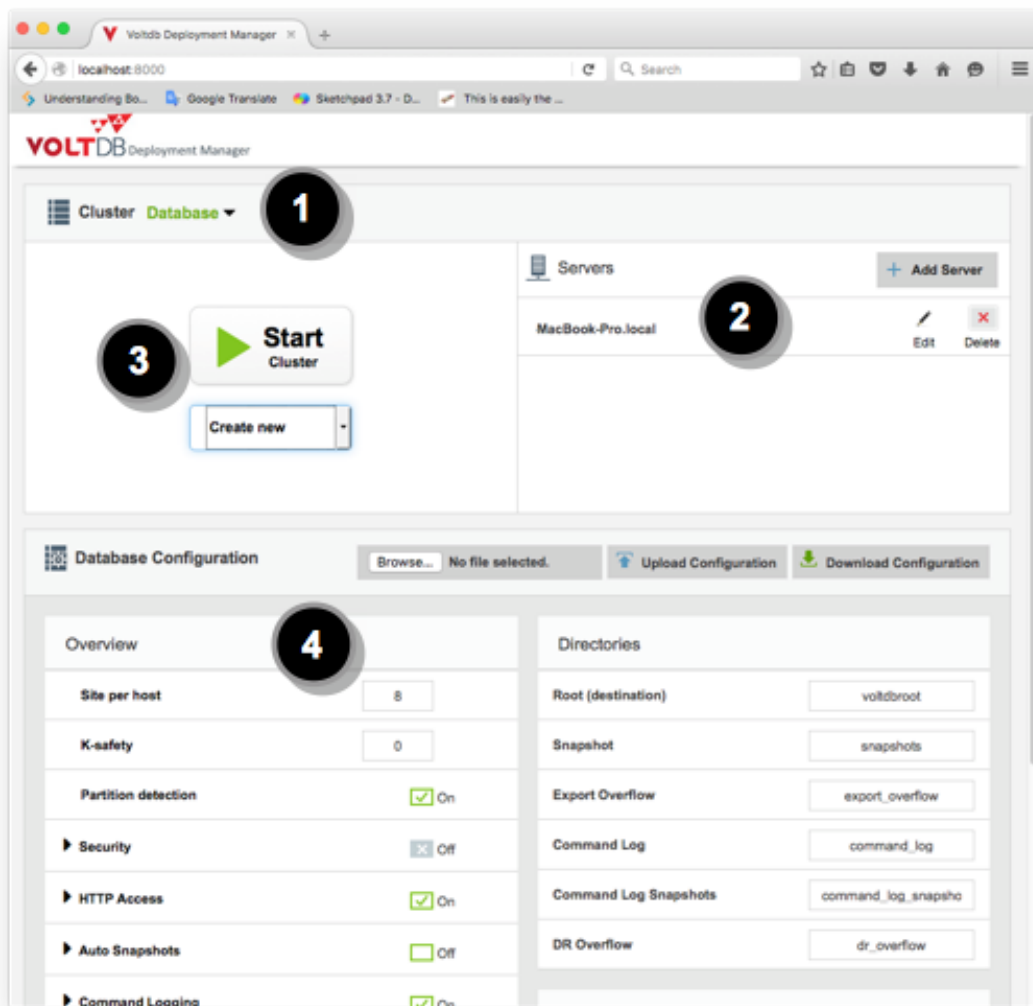 Voltdb Deployment Manager
localhost:8000
Search
Understanding Bo...
Google Translate
Sketchpad 3.7 - D...
This is easily the ...
VOLTDB Deployment Manager
Cluster Database
1
Servers
+ Add Server
2
MacBook-Pro.local
Edit
Delete
3
Start
Cluster
Create new
Database Configuration
Browse... No file selected.
Upload Configuration
Download Configuration
4
Overview
Site per host 8
K-safety 0
Partition detection On
Security Off
HTTP Access On
Auto Snapshots Off
Command Logging On
Directories
Root (destination) voltdbroot
Snapshot snapshots
Export Overflow export_overflow
Command Log command_log
Command Log Snapshots command_log_snapsho
DR Overflow dr_overflow